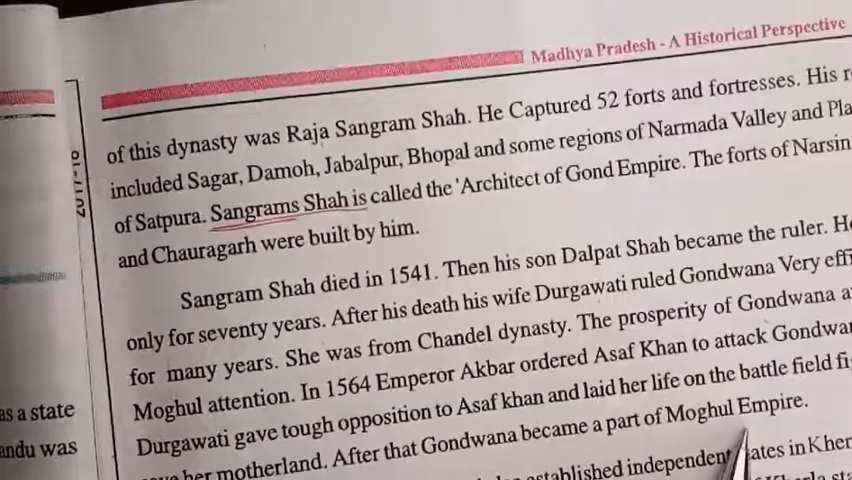 Madhya Pradesh - A Historical Perspective
of this dynasty was Raja Sangram Shah. He Captured 52 forts and fortresses. His
included Sagar, Damoh, Jabalpur, Bhopal and some regions of Narmada Valley and
of Satpura. Sangrams Shah is called the 'Architect of Gond Empire. The forts of
and Chauragarh were built by him.
Sangram Shah died in 1541. Then his son Dalpat Shah became the ruler.
only for seventy years. After his death his wife Durgawati ruled Gondwana Very
for many years. She was from Chandel dynasty. The prosperity of Gondwana
Moghul attention. In 1564 Emperor Akbar ordered Asaf Khan to attack
Durgawati gave tough opposition to Asaf khan and laid her life on the battle field
her motherland. After that Gondwana became a part of Moghul Empire.
established independent in
as a state
was